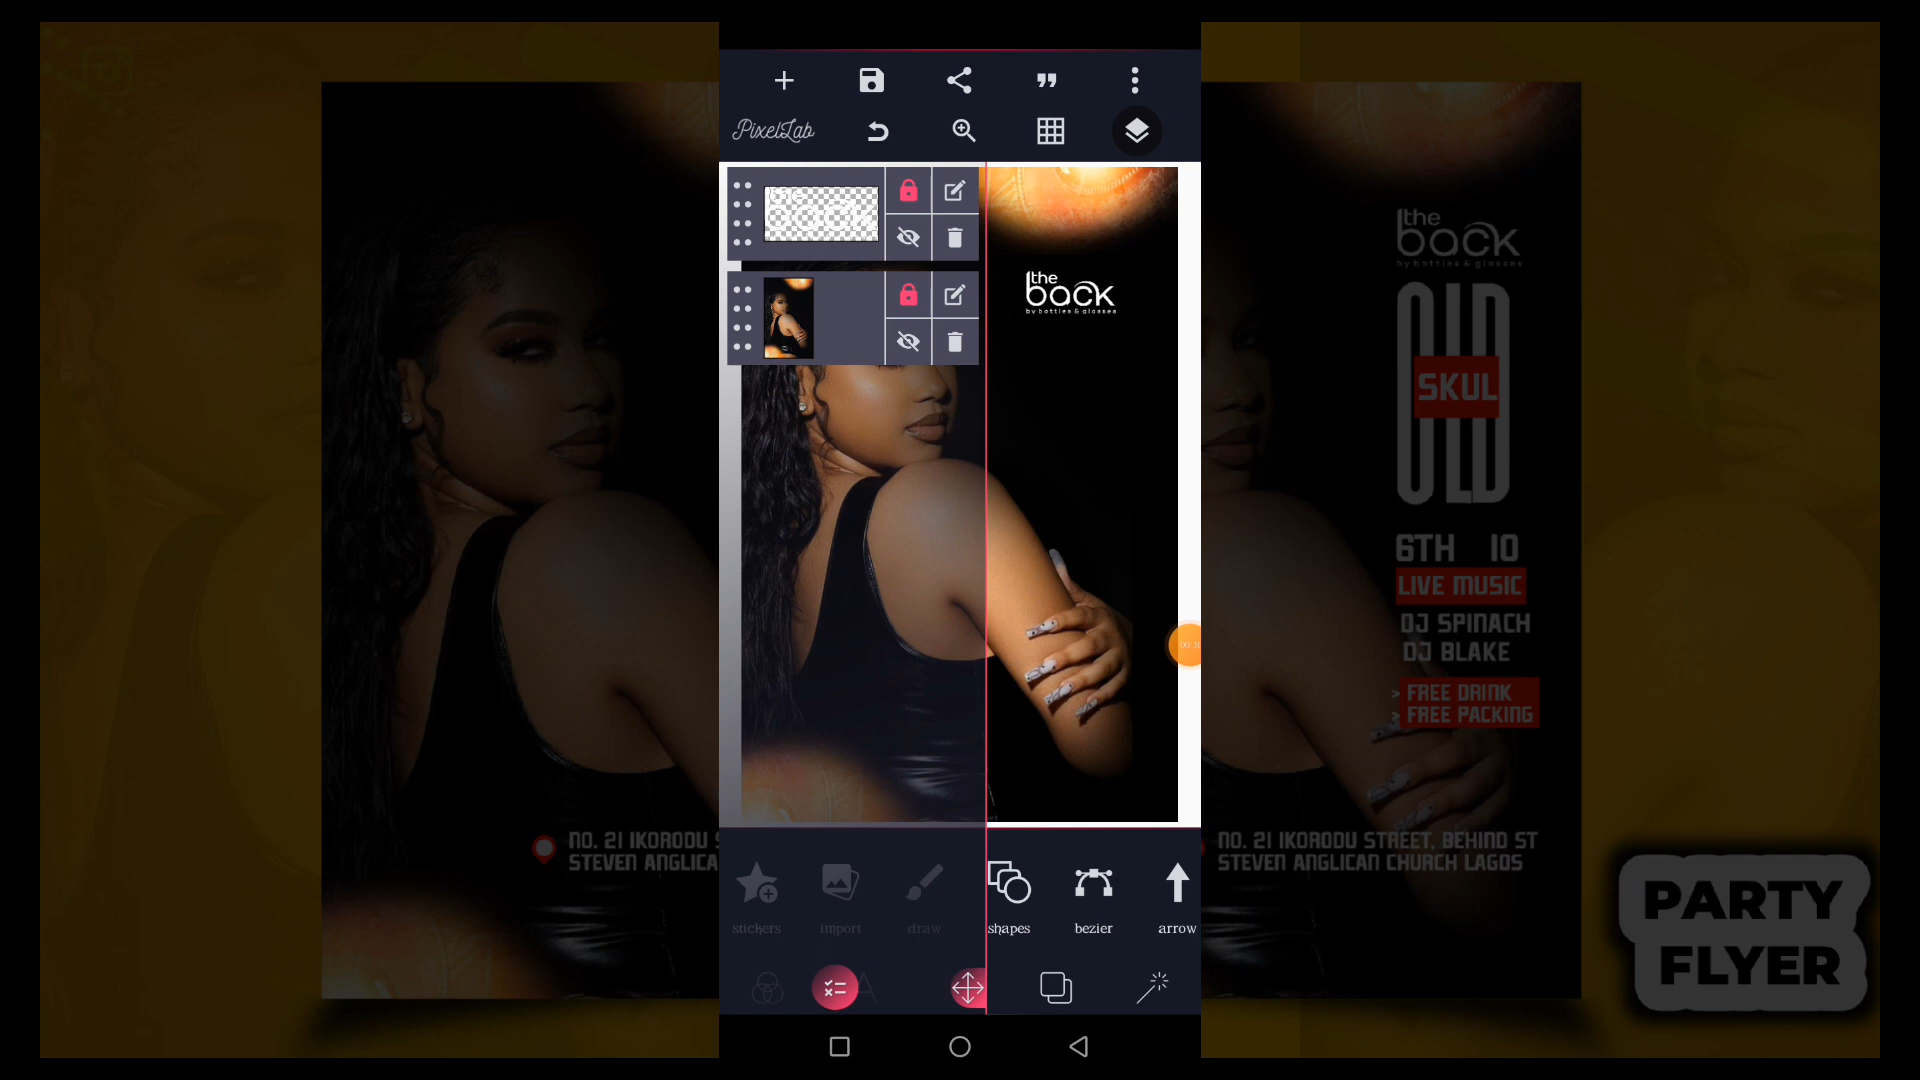 PixelLab
the
back
by bottles & glasses
stickers
import
draw
shapes
bezier
arrow
NO. 21 IKORODU S
STEVEN ANGLICA
the
back
by bottles & glasses
OLD
SKUL
6TH 10
LIVE MUSIC
DJ SPINACH
DJ BLAKE
> FREE DRINK
> FREE PACKING
NO. 21 IKORODU STREET, BEHIND ST
STEVEN ANGLICAN CHURCH LAGOS
PARTY
FLYER